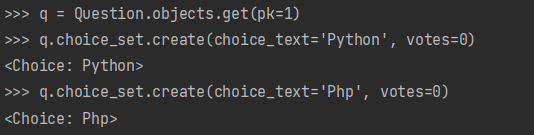 >>> q = Question.objects.get(pk=1)
>>> q.choice_set.create(choice_text='Python', votes=0)
<Choice: Python>
>>> q.choice_set.create(choice_text='Php', votes=0)
<Choice: Php>